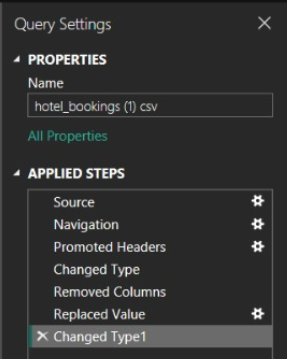 Query Settings
PROPERTIES
Name
hotel_bookings (1) csv
All Properties
APPLIED STEPS
Source
Navigation
Promoted Headers
Changed Type
Removed Columns
Replaced Value
Changed Type1